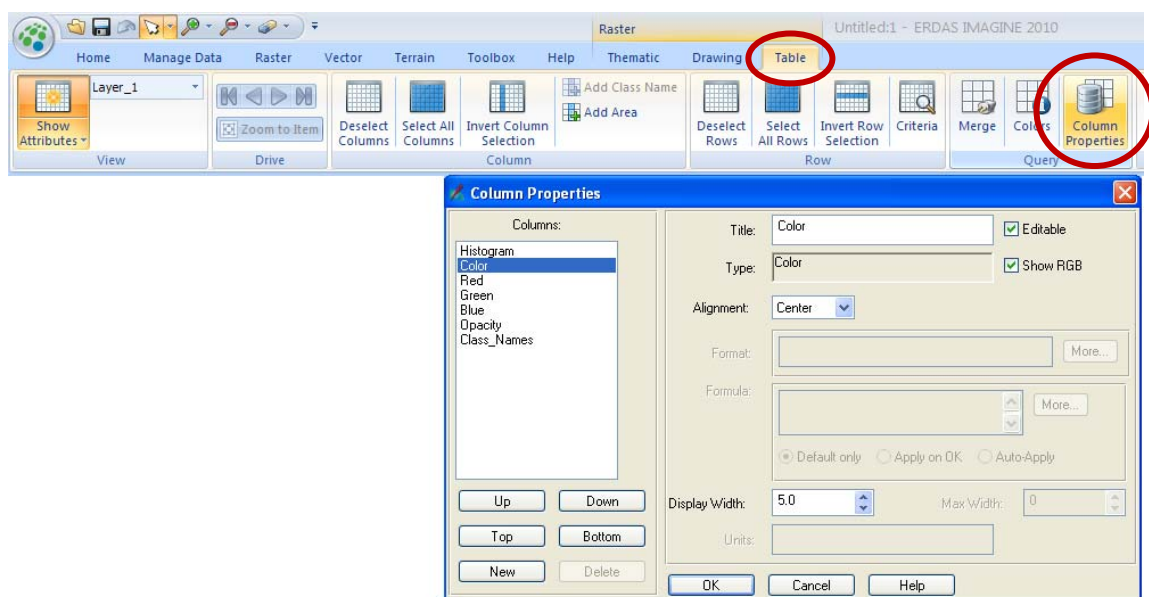 Raster
Untitled:1 - ERDAS IMAGINE 2010
Home Manage Data Raster Vector Terrain Toolbox Help Thematic Drawing Table
Layer_1
Show
Attributes
Zoom to Item
Deselect
Columns
Select All
Columns
Invert Column
Selection
Add Class Name
Add Area
Deselect
Rows
Select
All Rows
Invert Row
Selection
Criteria
Merge
Colors
Column
Properties
View Drive Column Row Query
Column Properties
Columns:
Histogram
Color
Red
Green
Blue
Opacity
Class_Names
Up Down
Top Bottom
New Delete
Title: Color Editable
Type: Color Show RGB
Alignment: Center
Format: More...
Formula: More...
Default only Apply on OK Auto-Apply
Display Width: 5.0 Max Width: 0
Units:
OK Cancel Help